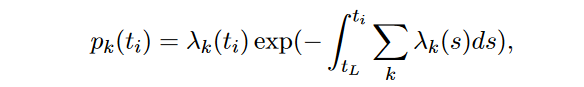 p_k(t_i) = λ_k(t_i) exp(− ∫_{t_L}^{t_i} ∑_k λ_k(s)ds),